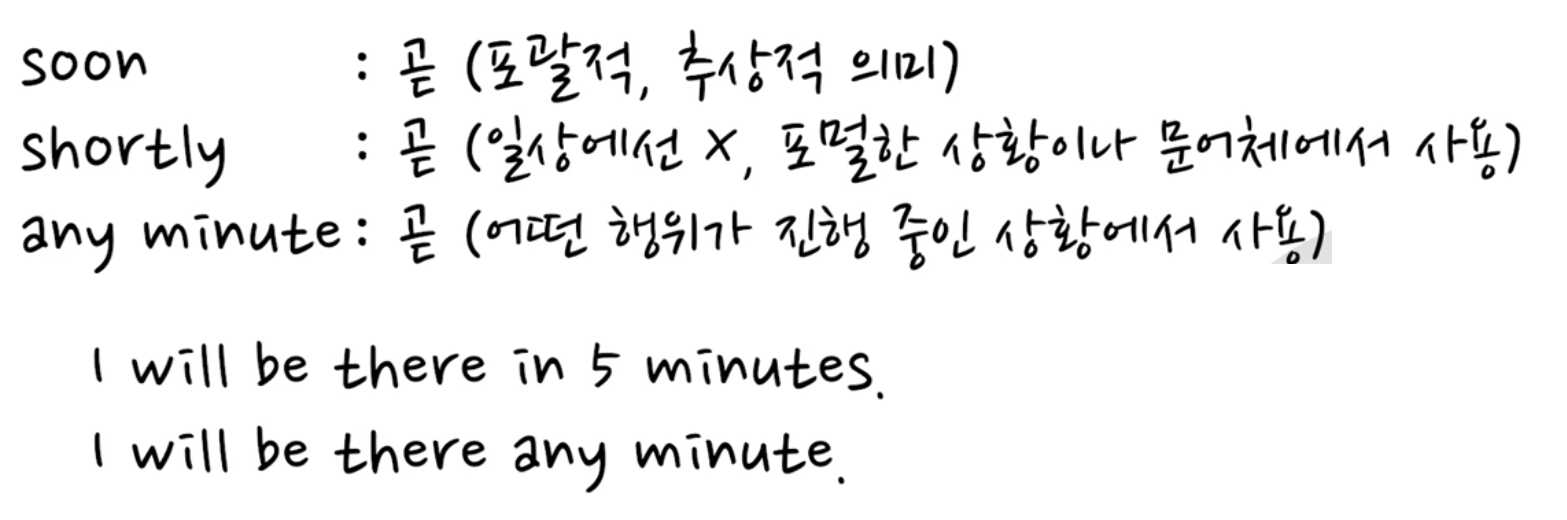 soon : 곧 (포괄적, 추상적 의미)
shortly : 곧 (일상에선 X, 포멀한 상황이나 문어체에서 사용)
any minute : 곧 (어떤 행위가 진행 중인 상황에서 사용)
I will be there in 5 minutes.
I will be there any minute.